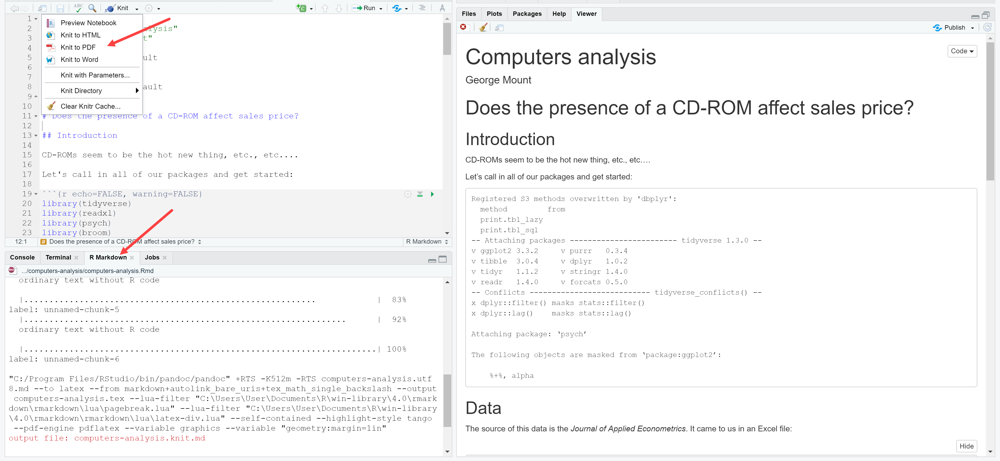 ABC
Knit
Run
1
Preview Notebook
Knit to HTML
Knit to PDF
Knit to Word
Knit with Parameters...
Knit Directory
Clear Knitr Cache...
2 alysis"
3 t"
4
5 ult
6
7
8 ault
9
10
11 # Does the presence of a CD-ROM affect sales price?
12
13 ## Introduction
14
15 CD-ROMs seem to be the hot new thing, etc., etc....
16
17 Let's call in all of our packages and get started:
18
19 ```{r echo=FALSE, warning=FALSE}
20 library(tidyverse)
21 library(readxl)
22 library(psych)
23 library(broom)
12:1 # Does the presence of a CD-ROM affect sales price? R Markdown
Console Terminal R Markdown Jobs
.../computers-analysis/computers-analysis.Rmd
ordinary text without R code
|.......................................................... | 83%
label: unnamed-chunk-5
|................................................................ | 92%
ordinary text without R code
|......................................................................| 100%
label: unnamed-chunk-6
"C:/Program Files/RStudio/bin/pandoc/pandoc" +RTS -K512m -RTS computers-analysis.utf
8.md --to latex --from markdown+autolink_bare_uris+tex_math_single_backslash --output
computers-analysis.tex --lua-filter "C:\Users\User\Documents\R\win-library\4.0\rmark
down\rmarkdown\lua\pagebreak.lua" --lua-filter "C:\Users\User\Documents\R\win-library
\4.0\rmarkdown\rmarkdown\lua\latex-div.lua" --self-contained --highlight-style tango
--pdf-engine pdflatex --variable graphics --variable "geometry:margin=1in"
output file: computers-analysis.knit.md
Files Plots Packages Help Viewer
Publish
Code
Computers analysis
George Mount
Does the presence of a CD-ROM affect sales price?
Introduction
CD-ROMs seem to be the hot new thing, etc., etc….
Let’s call in all of our packages and get started:
Registered S3 methods overwritten by 'dbplyr':
method from
print.tbl_lazy
print.tbl_sql
-- Attaching packages ------------------------ tidyverse 1.3.0 --
v ggplot2 3.3.2 v purrr 0.3.4
v tibble 3.0.4 v dplyr 1.0.2
v tidyr 1.1.2 v stringr 1.4.0
v readr 1.4.0 v forcats 0.5.0
-- Conflicts --------------------------- tidyverse_conflicts() --
x dplyr::filter() masks stats::filter()
x dplyr::lag() masks stats::lag()
Attaching package: ‘psych’
The following objects are masked from ‘package:ggplot2’:
%+%, alpha
Data
The source of this data is the Journal of Applied Econometrics. It came to us in an Excel file:
Hide